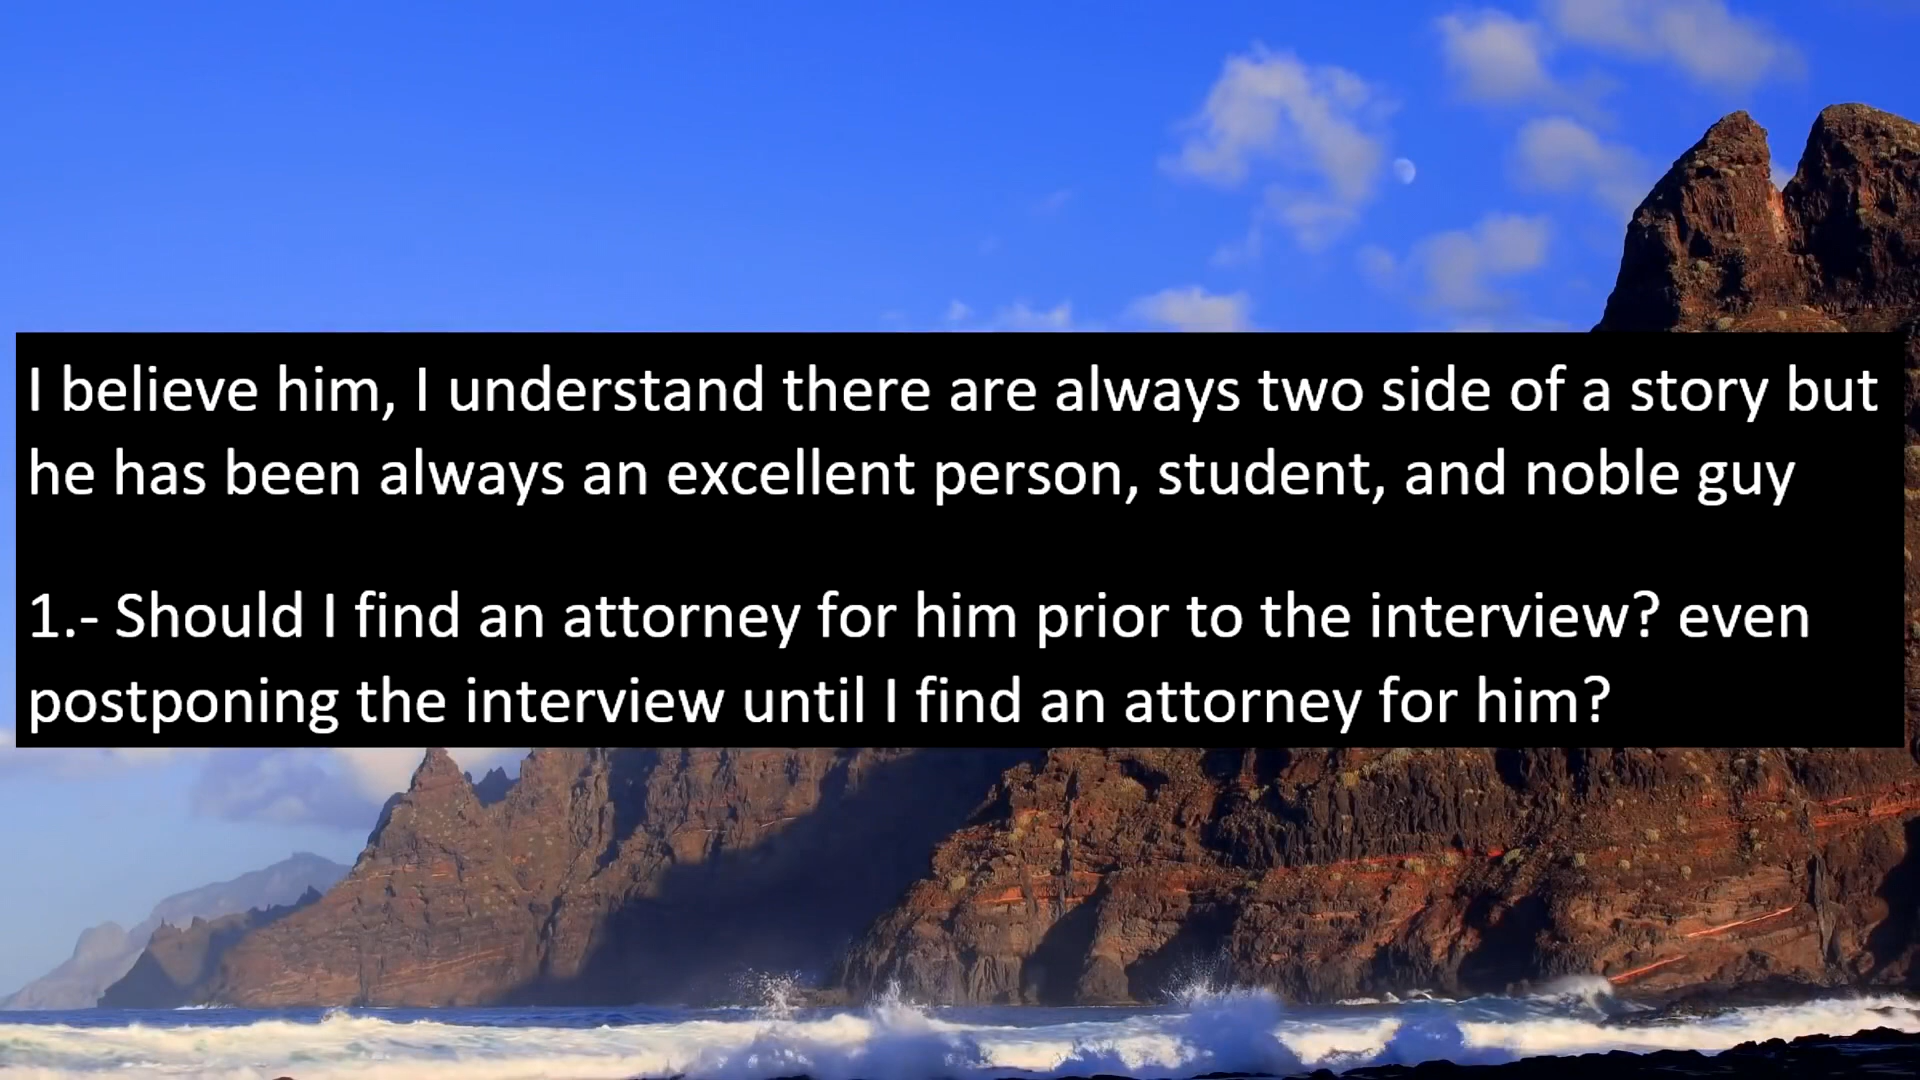 I believe him, I understand there are always two side of a story but
he has been always an excellent person, student, and noble guy
1.- Should I find an attorney for him prior to the interview? even
postponing the interview until I find an attorney for him?